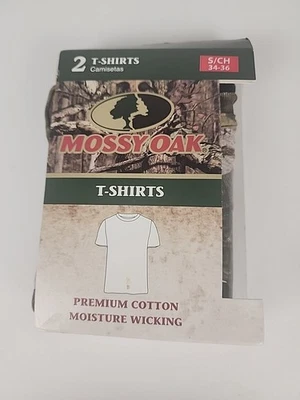 2 T-SHIRTS
Camisetas
S/CH
34-36
MOSSY OAK
T-SHIRTS
PREMIUM COTTON
MOISTURE WICKING